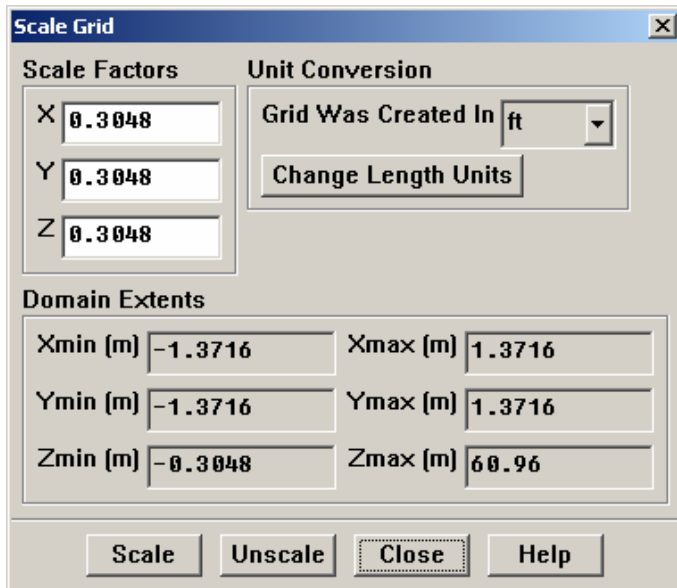 Scale Grid
Scale Factors
Unit Conversion
X 0.3048
Y 0.3048
Z 0.3048
Grid Was Created In ft
Change Length Units
Domain Extents
Xmin (m) -1.3716 Xmax (m) 1.3716
Ymin (m) -1.3716 Ymax (m) 1.3716
Zmin (m) -0.3048 Zmax (m) 60.96
Scale Unscale Close Help